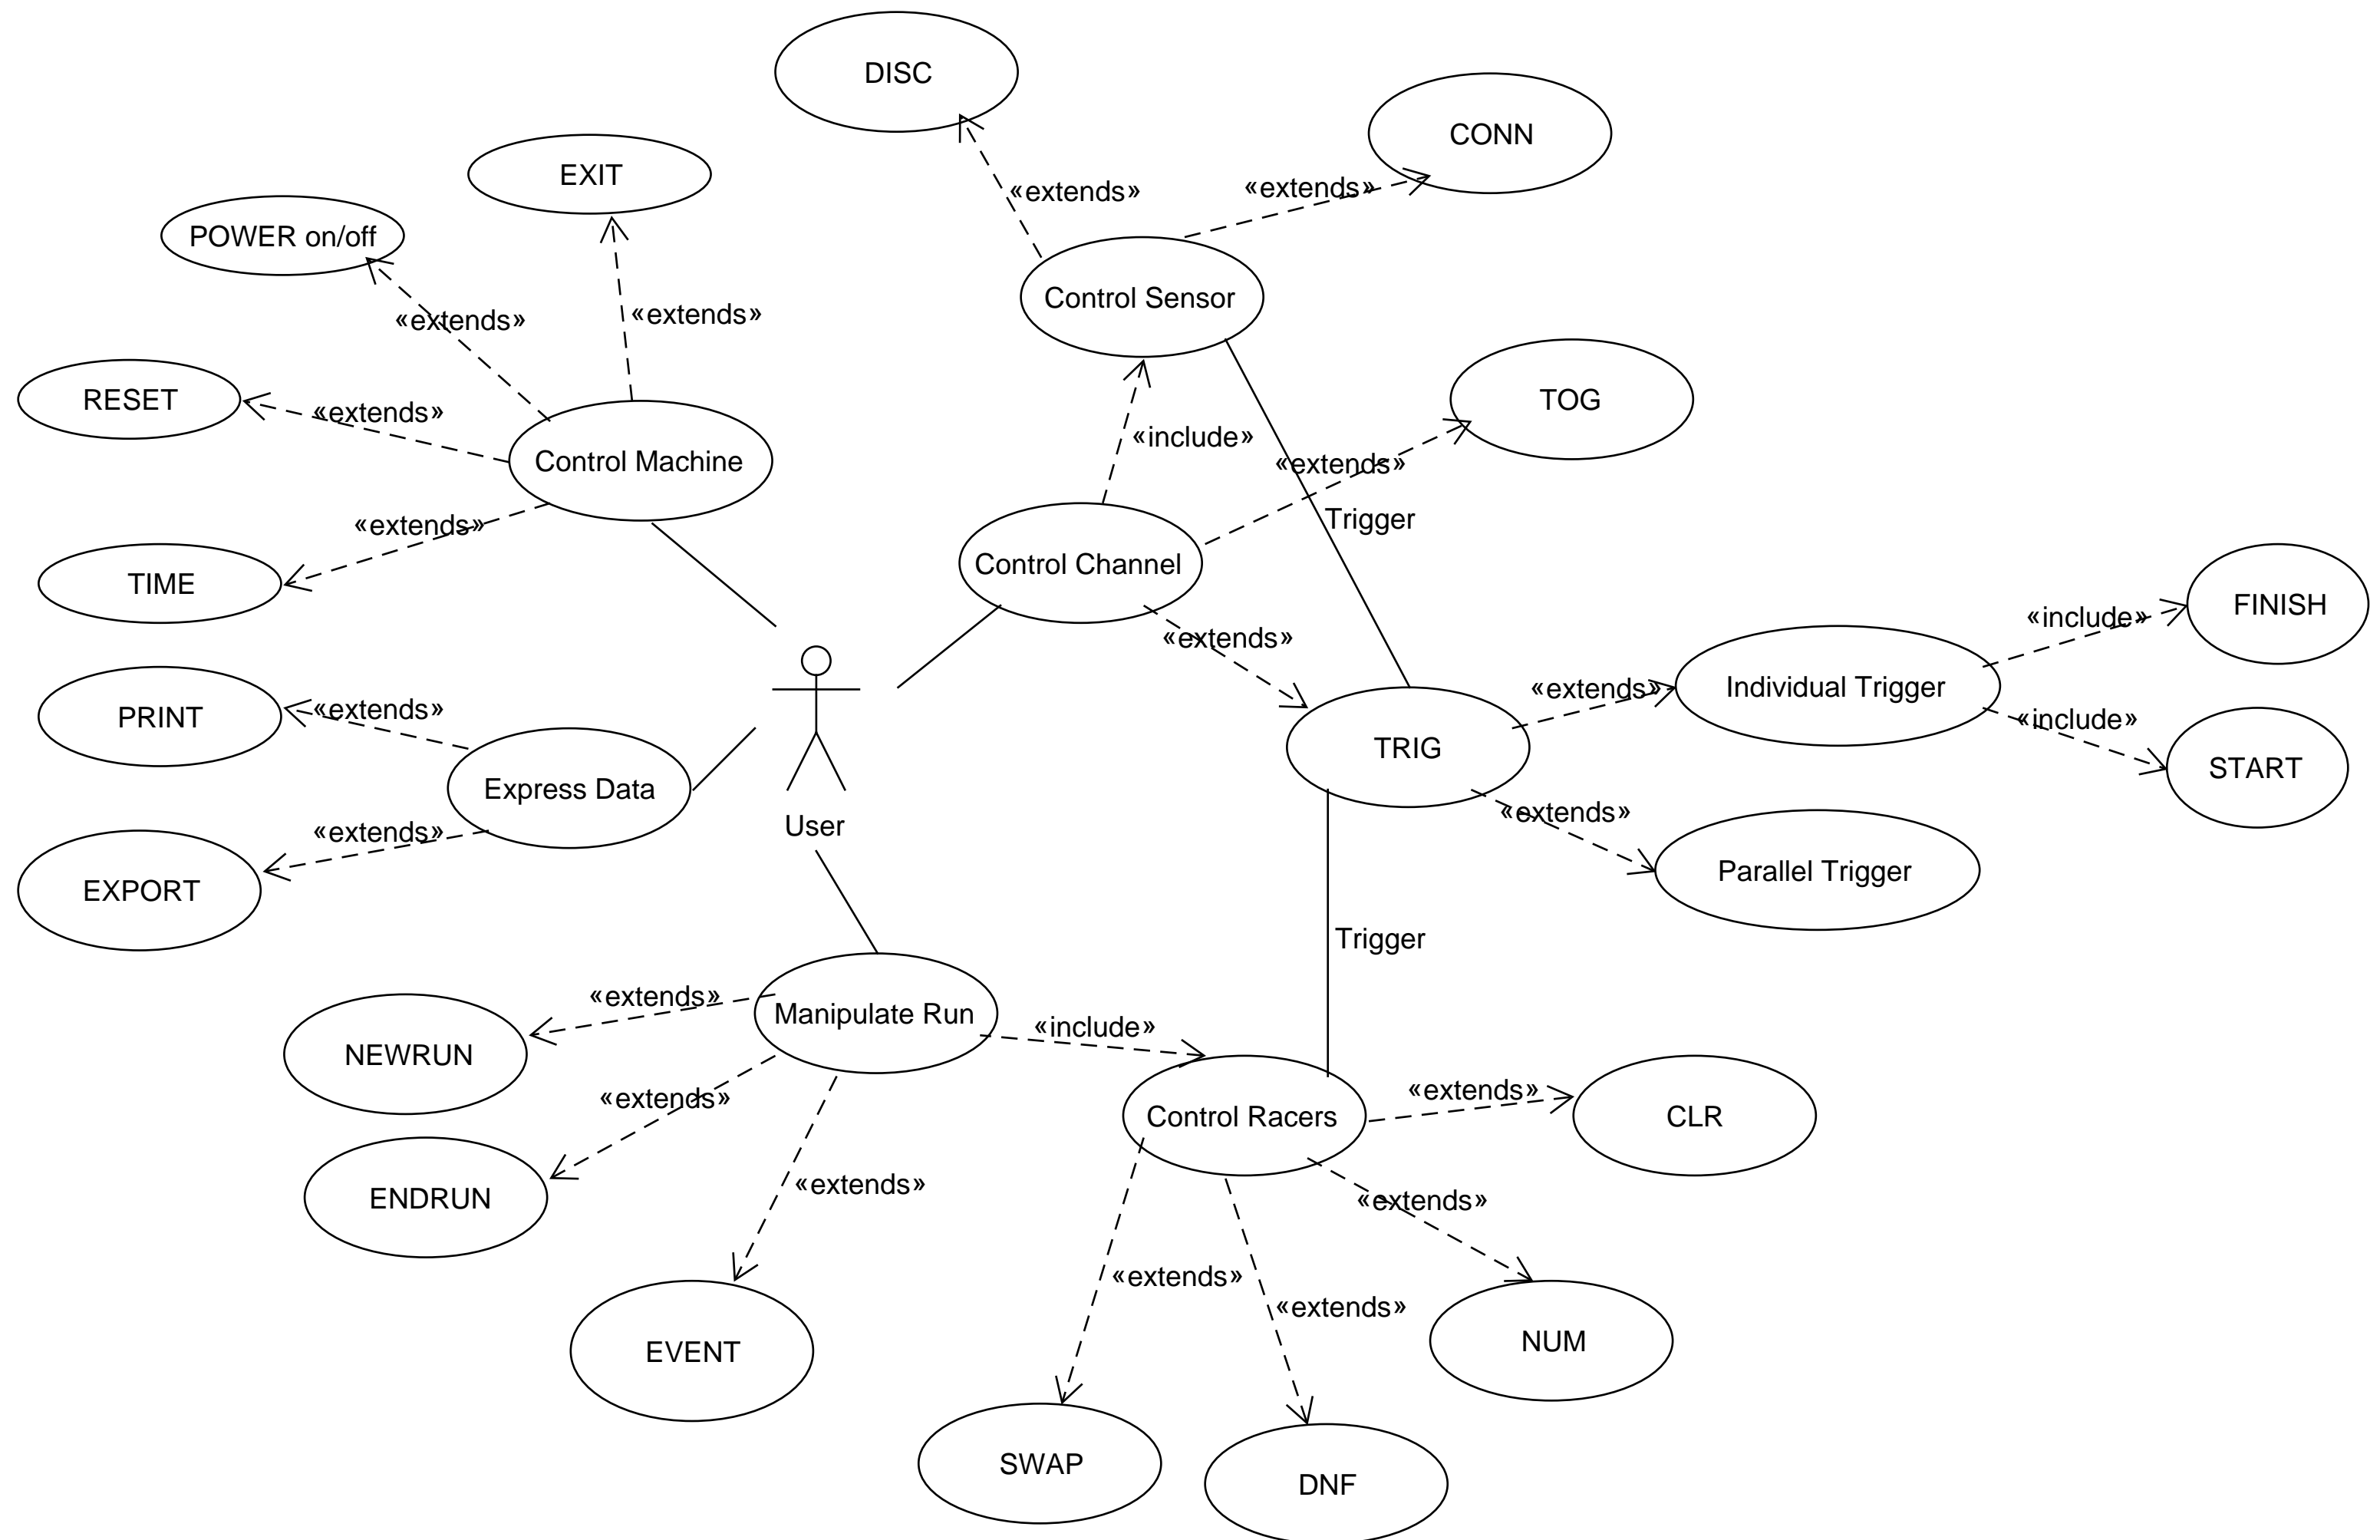 DISC
CONN
EXIT
«extends»
«extends»
POWER on/off
Control Sensor
«extends»
«extends»
RESET
«extends»
TOG
«include»
Control Machine
«extends»
Trigger
«extends»
Control Channel
TIME
FINISH
«include»
«extends»
Individual Trigger
«extends»
PRINT
«extends»
«include»
TRIG
START
Express Data
«extends»
User
«extends»
Parallel Trigger
EXPORT
Trigger
«extends»
Manipulate Run
«include»
NEWRUN
«extends»
«extends»
Control Racers
CLR
«extends»
ENDRUN
«extends»
«extends»
«extends»
NUM
EVENT
SWAP
DNF